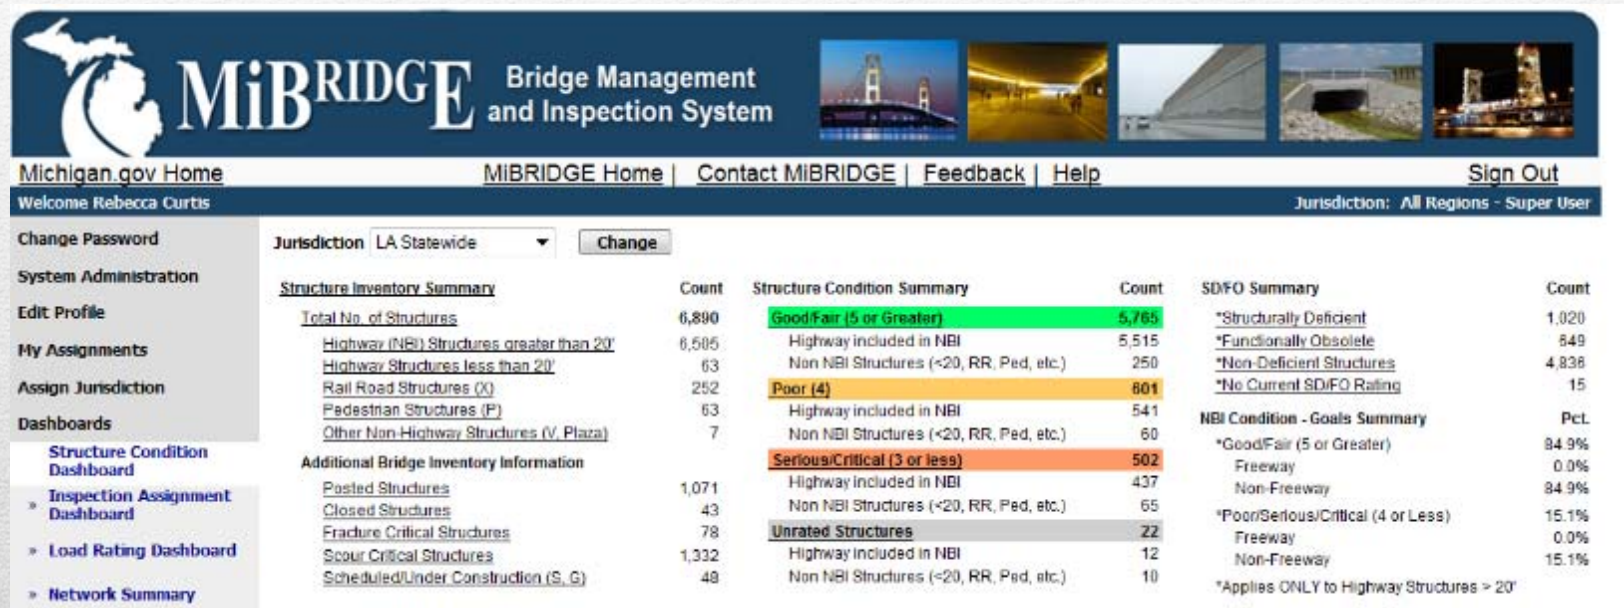 MiBRIDGE Bridge Management
and Inspection System
Michigan.gov Home MiBRIDGE Home | Contact MiBRIDGE | Feedback | Help Sign Out
Welcome Rebecca Curtis Jurisdiction: All Regions - Super User
Change Password
System Administration
Edit Profile
My Assignments
Assign Jurisdiction
Dashboards
Structure Condition
Dashboard
» Inspection Assignment
Dashboard
» Load Rating Dashboard
» Network Summary
Jurisdiction LA Statewide Change
Structure Inventory Summary Count
Total No. of Structures 6,890
Highway (NBI) Structures greater than 20' 6,505
Highway Structures less than 20' 63
Rail Road Structures (X) 252
Pedestrian Structures (P) 63
Other Non-Highway Structures (V, Plaza) 7
Additional Bridge Inventory Information
Posted Structures 1,071
Closed Structures 43
Fracture Critical Structures 78
Scour Critical Structures 1,332
Scheduled/Under Construction (S, G) 48
Structure Condition Summary Count
Good/Fair (5 or Greater) 5,765
Highway included in NBI 5,515
Non NBI Structures (<20, RR, Ped, etc.) 250
Poor (4) 601
Highway included in NBI 541
Non NBI Structures (<20, RR, Ped, etc.) 60
Serious/Critical (3 or less) 502
Highway included in NBI 437
Non NBI Structures (<20, RR, Ped, etc.) 65
Unrated Structures 22
Highway included in NBI 12
Non NBI Structures (<20, RR, Ped, etc.) 10
SD/FO Summary Count
*Structurally Deficient 1,020
*Functionally Obsolete 649
*Non-Deficient Structures 4,836
*No Current SD/FO Rating 15
NBI Condition - Goals Summary Pct.
*Good/Fair (5 or Greater) 84.9%
Freeway 0.0%
Non-Freeway 84.9%
*Poor/Serious/Critical (4 or Less) 15.1%
Freeway 0.0%
Non-Freeway 15.1%
*Applies ONLY to Highway Structures > 20'